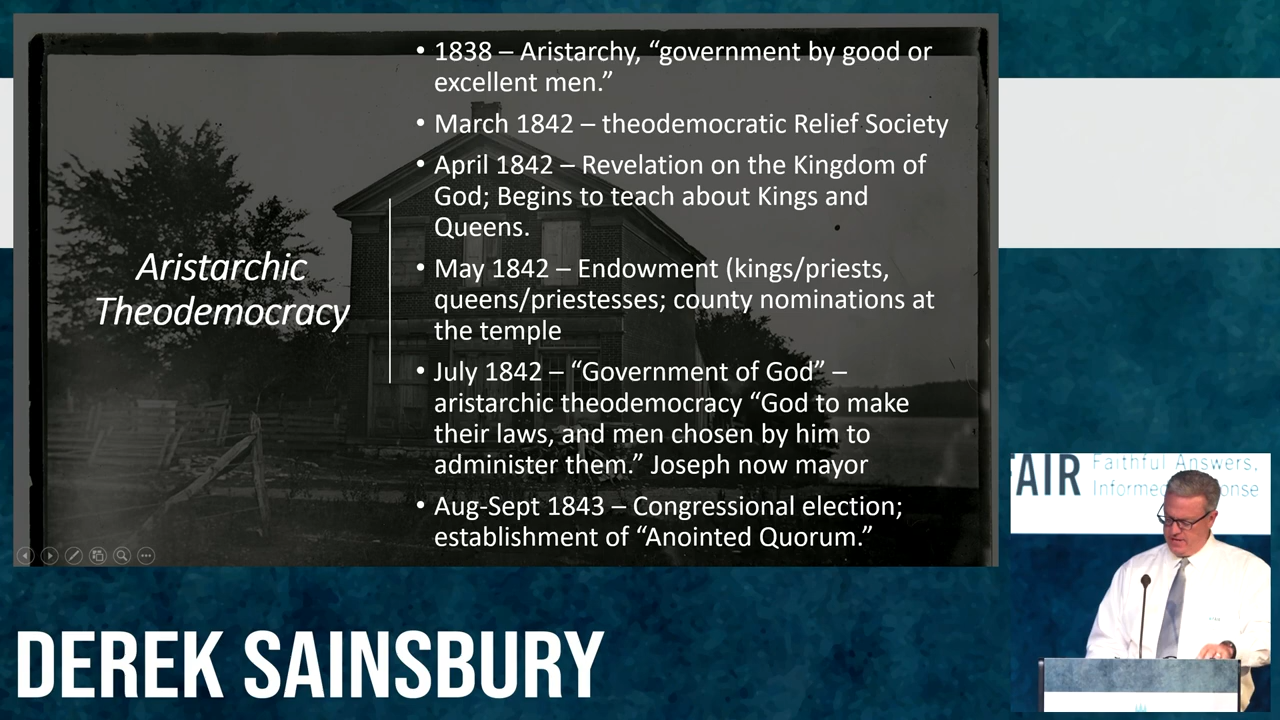 Aristarchic
Theodemocracy
• 1838 – Aristarchy, “government by good or
excellent men.”
• March 1842 – theodemocratic Relief Society
• April 1842 – Revelation on the Kingdom of
God; Begins to teach about Kings and
Queens.
• May 1842 – Endowment (kings/priests,
queens/priestesses; county nominations at
the temple
• July 1842 – “Government of God” –
aristarchic theodemocracy “God to make
their laws, and men chosen by him to
administer them.” Joseph now mayor
• Aug-Sept 1843 – Congressional election;
establishment of “Anointed Quorum.”
AIR
Faithful Answers,
DEREK SAINSBURY